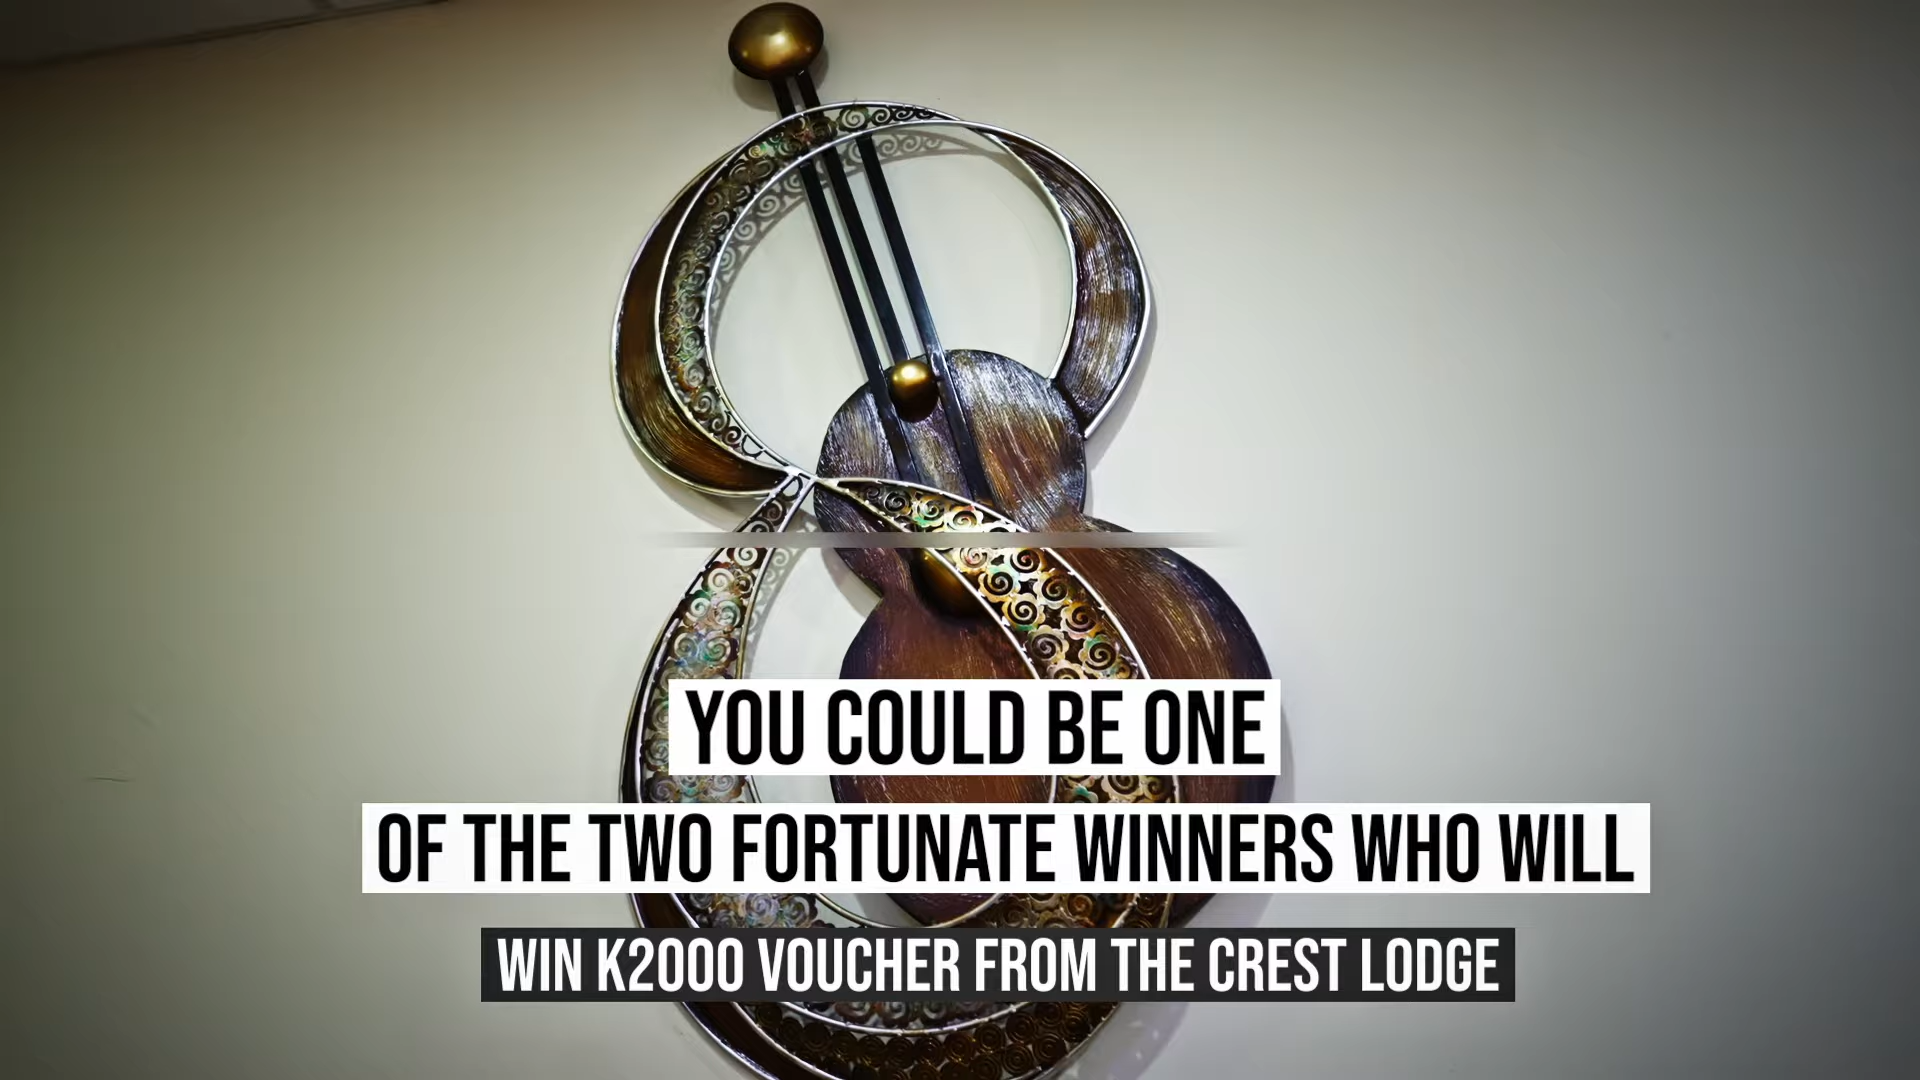 YOU COULD BE ONE
OF THE TWO FORTUNATE WINNERS WHO WILL
WIN K2000 VOUCHER FROM THE CREST LODGE